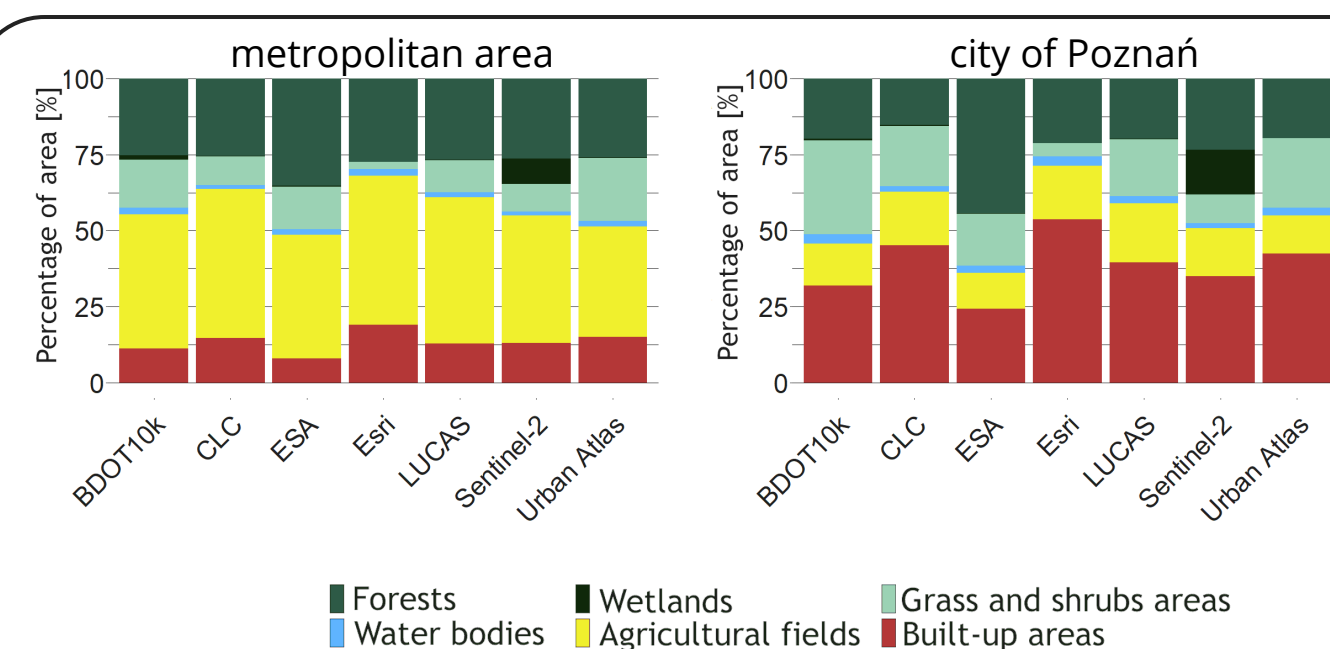 metropolitan area
Percentage of area [%]
100
75
50
25
0
BDOT10k
CLC
ESA
Esri
LUCAS
Sentinel-2
Urban Atlas
city of Poznań
Percentage of area [%]
100
75
50
25
0
BDOT10k
CLC
ESA
Esri
LUCAS
Sentinel-2
Urban Atlas
Forests
Wetlands
Grass and shrubs areas
Water bodies
Agricultural fields
Built-up areas